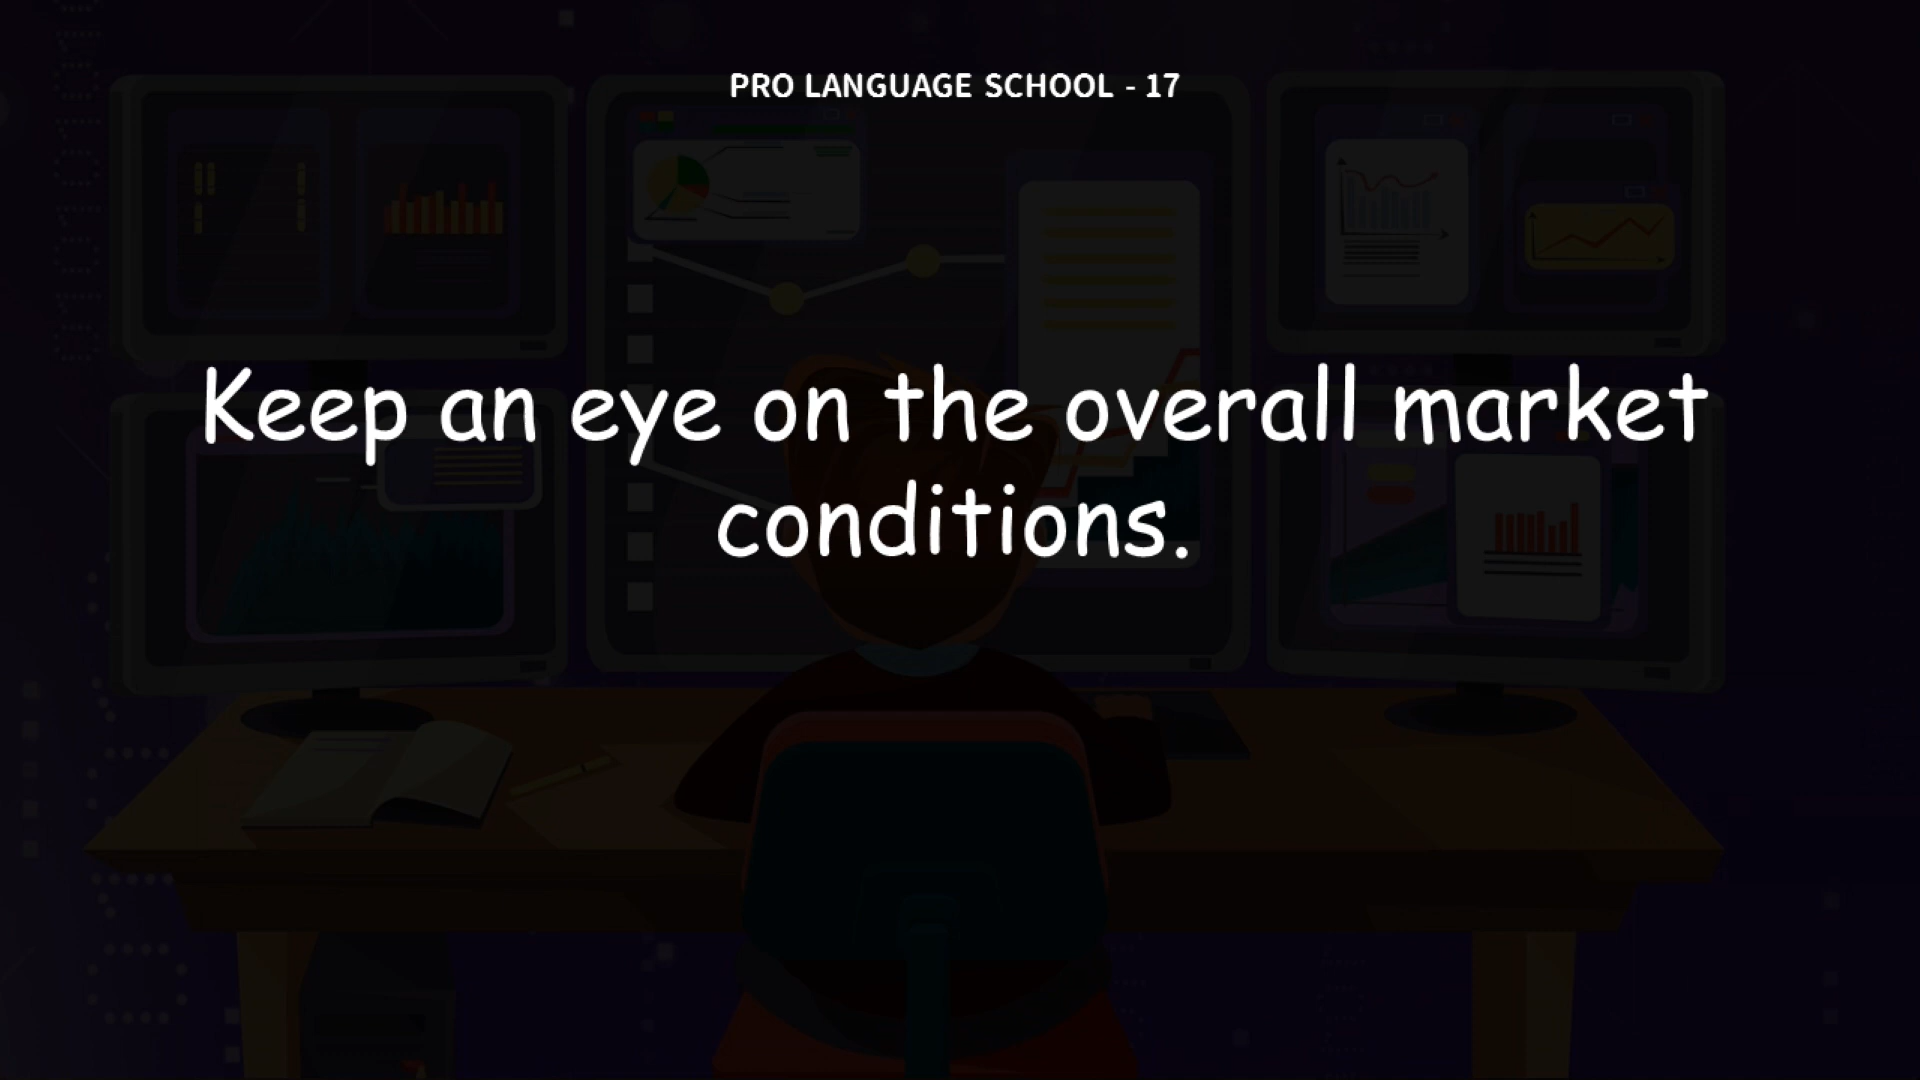 PRO LANGUAGE SCHOOL - 17
Keep an eye on the overall market
conditions.